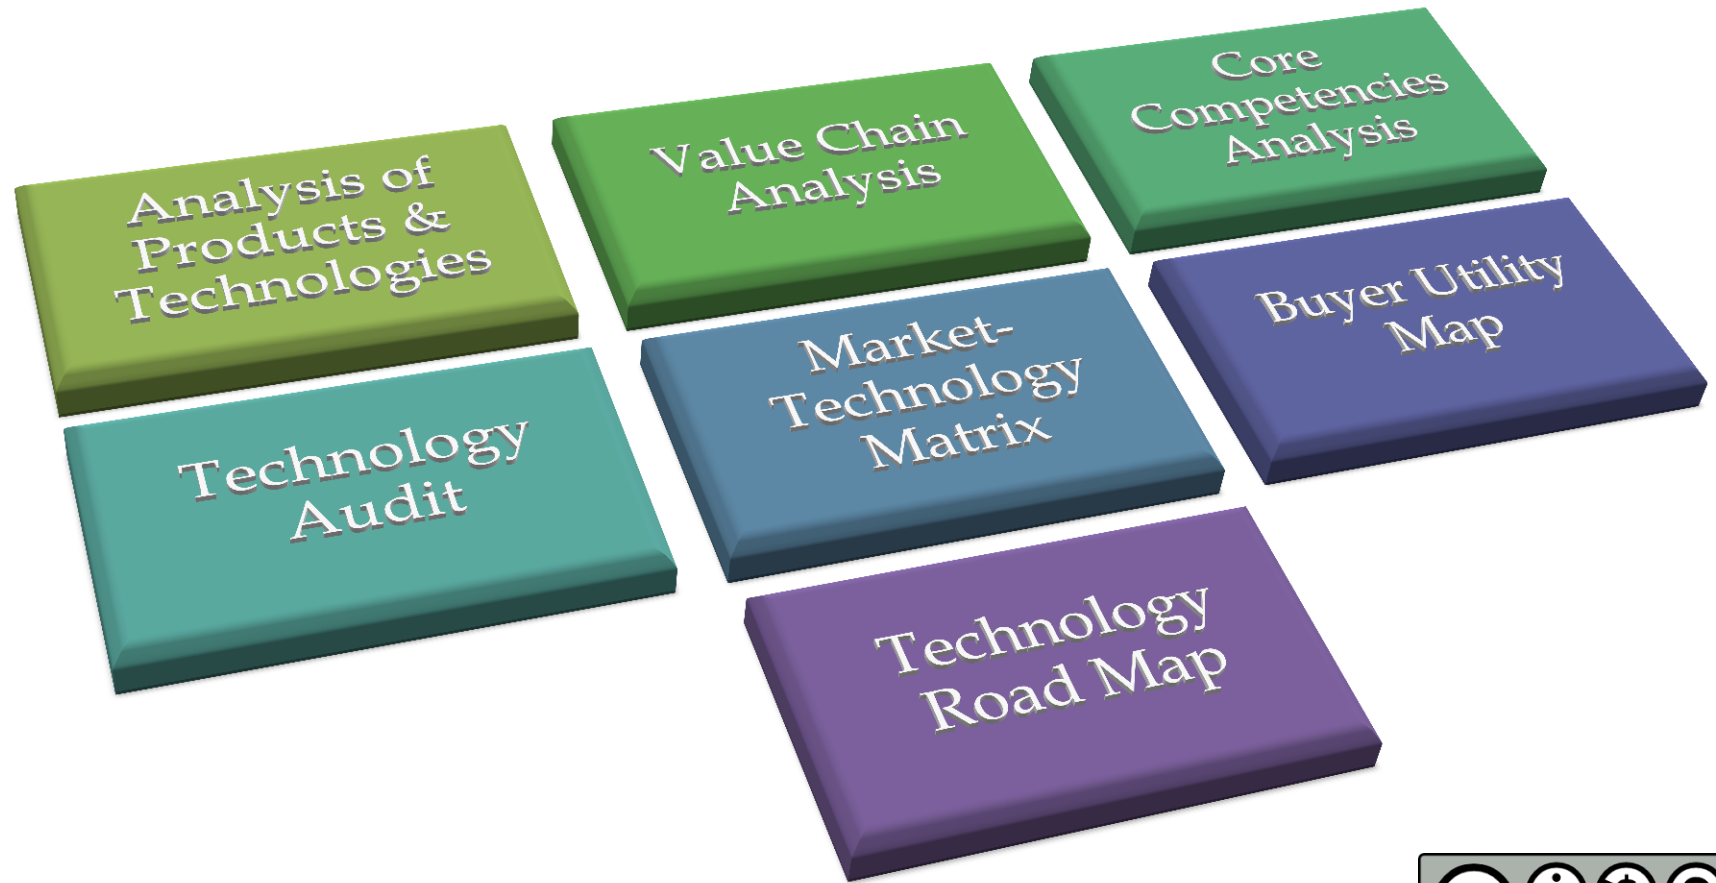 Analysis of
Products &
Technologies
Value Chain
Analysis
Core
Competencies
Analysis
Technology
Audit
Market-
Technology
Matrix
Buyer Utility
Map
Technology
Road Map